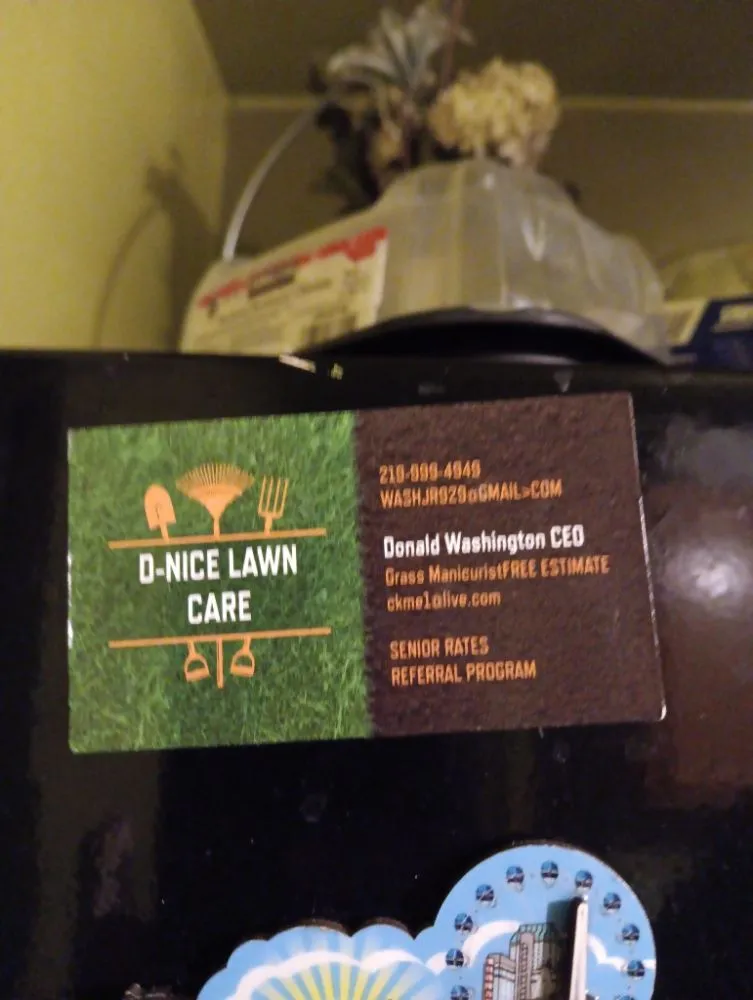 D-NICE LAWN
CARE
219-999-4949
WASHJR929@GMAIL>COM
Donald Washington CEO
Grass ManicuristFREE ESTIMATE
ckme1@live.com
SENIOR RATES
REFERRAL PROGRAM